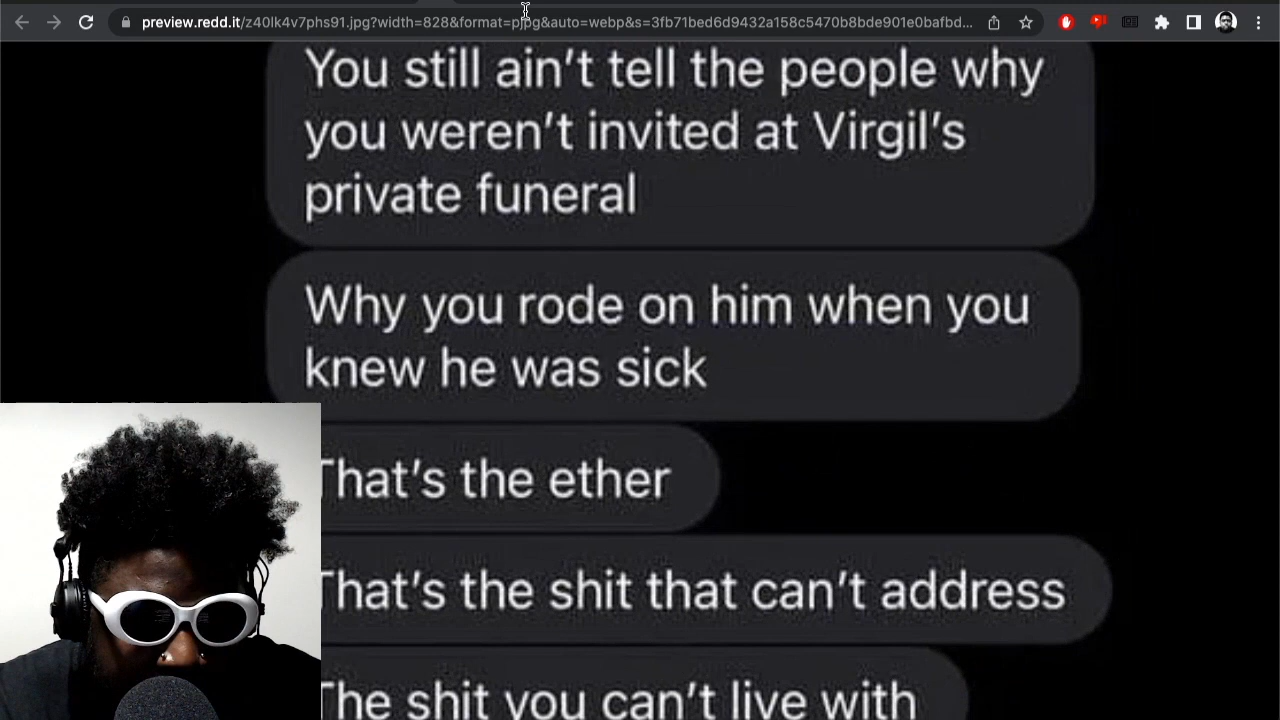 preview.redd.it/z40lk4v7phs91.jpg?width=828&format=pjpg&auto=webp&s=3fb71bed6d9432a158c5470b8bde901e0bafbd...
You still ain't tell the people why
you weren't invited at Virgil's
private funeral
Why you rode on him when you
knew he was sick
That's the ether
That's the shit that can't address
The shit you can't live with